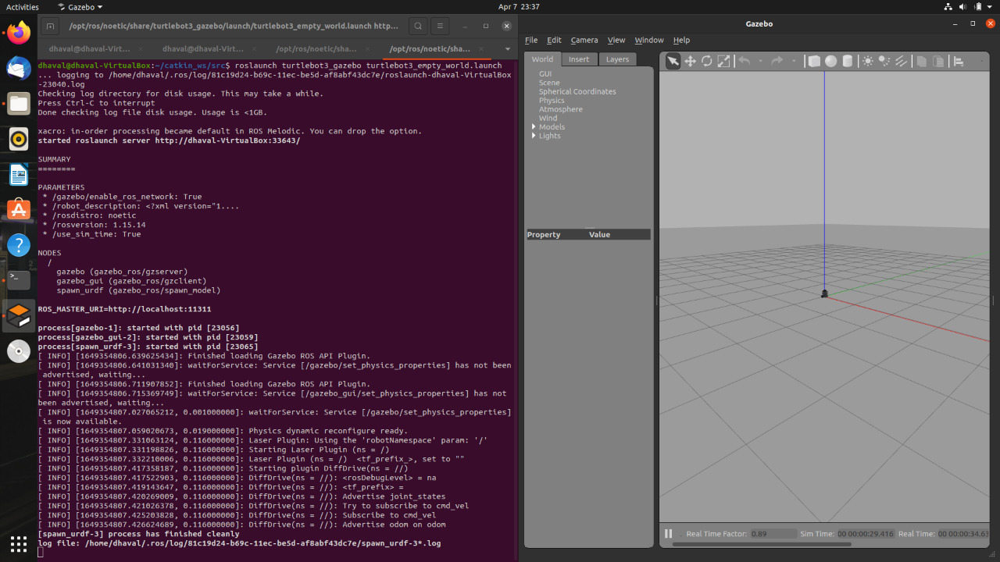 Activities
Gazebo
Apr 7 23:37
/opt/ros/noetic/share/turtlebot3_gazebo/launch/turtlebot3_empty_world.launch htt...
dhaval@dhaval-Virt...
dhaval@dhaval-Virt...
/opt/ros/noetic/sha...
/opt/ros/noetic/sha...
dhaval@dhaval-VirtualBox:~/catkin_ws/src$ roslaunch turtlebot3_gazebo turtlebot3_empty_world.launch
... logging to /home/dhaval/.ros/log/81c19d24-b69c-11ec-be5d-af8abf43dc7e/roslaunch-dhaval-VirtualBox
-23040.log
Checking log directory for disk usage. This may take a while.
Press Ctrl-C to interrupt
Done checking log file disk usage. Usage is <1GB.
xacro: in-order processing became default in ROS Melodic. You can drop the option.
started roslaunch server http://dhaval-VirtualBox:33643/
SUMMARY
========
PARAMETERS
* /gazebo/enable_ros_network: True
* /robot_description: <?xml version="1....
* /rosdistro: noetic
* /rosversion: 1.15.14
* /use_sim_time: True
NODES
/
gazebo (gazebo_ros/gzserver)
gazebo_gui (gazebo_ros/gzclient)
spawn_urdf (gazebo_ros/spawn_model)
ROS_MASTER_URI=http://localhost:11311
process[gazebo-1]: started with pid [23056]
process[gazebo_gui-2]: started with pid [23059]
process[spawn_urdf-3]: started with pid [23065]
[ INFO] [1649354806.639625434]: Finished loading Gazebo ROS API Plugin.
[ INFO] [1649354806.641031340]: waitForService: Service [/gazebo/set_physics_properties] has not been
advertised, waiting...
[ INFO] [1649354806.711907852]: Finished loading Gazebo ROS API Plugin.
[ INFO] [1649354806.715369749]: waitForService: Service [/gazebo_gui/set_physics_properties] has not
been advertised, waiting...
[ INFO] [1649354807.027065212, 0.001000000]: waitForService: Service [/gazebo/set_physics_properties]
is now available.
[ INFO] [1649354807.059020673, 0.019000000]: Physics dynamic reconfigure ready.
[ INFO] [1649354807.331063124, 0.116000000]: Laser Plugin: Using the 'robotNamespace' param: '/'
[ INFO] [1649354807.331198826, 0.116000000]: Starting Laser Plugin (ns = /)
[ INFO] [1649354807.332210006, 0.116000000]: Laser Plugin (ns = /)  <tf_prefix_>, set to ""
[ INFO] [1649354807.417358187, 0.116000000]: Starting plugin DiffDrive(ns = //)
[ INFO] [1649354807.417522903, 0.116000000]: DiffDrive(ns = //): <rosDebugLevel> = na
[ INFO] [1649354807.419143647, 0.116000000]: DiffDrive(ns = //): <tf_prefix> =
[ INFO] [1649354807.420269009, 0.116000000]: DiffDrive(ns = //): Advertise joint_states
[ INFO] [1649354807.421026378, 0.116000000]: DiffDrive(ns = //): Try to subscribe to cmd_vel
[ INFO] [1649354807.425203828, 0.116000000]: DiffDrive(ns = //): Subscribe to cmd_vel
[ INFO] [1649354807.426624689, 0.116000000]: DiffDrive(ns = //): Advertise odom on odom
[spawn_urdf-3] process has finished cleanly
log file: /home/dhaval/.ros/log/81c19d24-b69c-11ec-be5d-af8abf43dc7e/spawn_urdf-3*.log
Gazebo
File Edit Camera View Window Help
World Insert Layers
GUI
Scene
Spherical Coordinates
Physics
Atmosphere
Wind
Models
Lights
Property Value
Real Time Factor: 0.89 Sim Time: 00 00:00:29.416 Real Time: 00 00:00:34.63